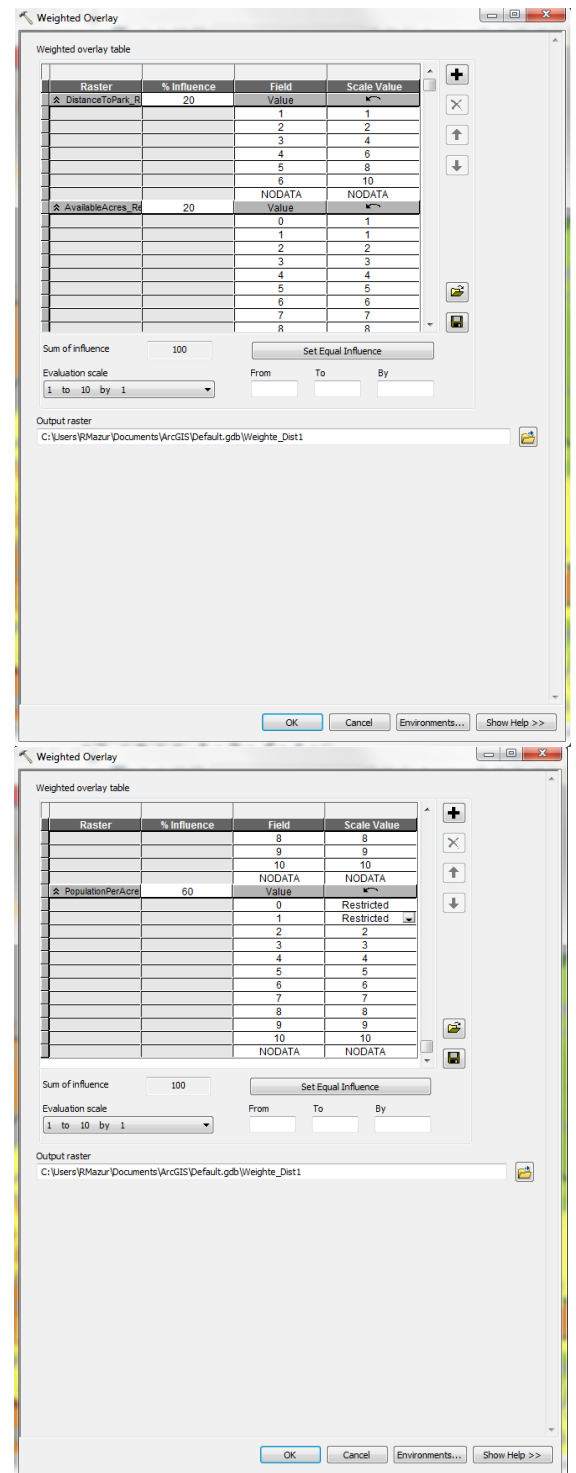 Weighted Overlay
Weighted overlay table
Raster % Influence Field Scale Value
DistanceToPark_R 20 Value
1 1
2 2
3 4
4 6
5 8
6 10
NODATA NODATA
AvailableAcres_Re 20 Value
0 1
1 1
2 2
3 3
4 4
5 5
6 6
7 7
8 8
Sum of influence 100 Set Equal Influence
Evaluation scale From To By
1 to 10 by 1
Output raster
C:\Users\RMazur\Documents\ArcGIS\Default.gdb\Weighte_Dist1
OK Cancel Environments... Show Help >>
Weighted Overlay
Weighted overlay table
Raster % Influence Field Scale Value
8 8
9 9
10 10
NODATA NODATA
PopulationPerAcre 60 Value
0 Restricted
1 Restricted
2 2
3 3
4 4
5 5
6 6
7 7
8 8
9 9
10 10
NODATA NODATA
Sum of influence 100 Set Equal Influence
Evaluation scale From To By
1 to 10 by 1
Output raster
C:\Users\RMazur\Documents\ArcGIS\Default.gdb\Weighte_Dist1
OK Cancel Environments... Show Help >>